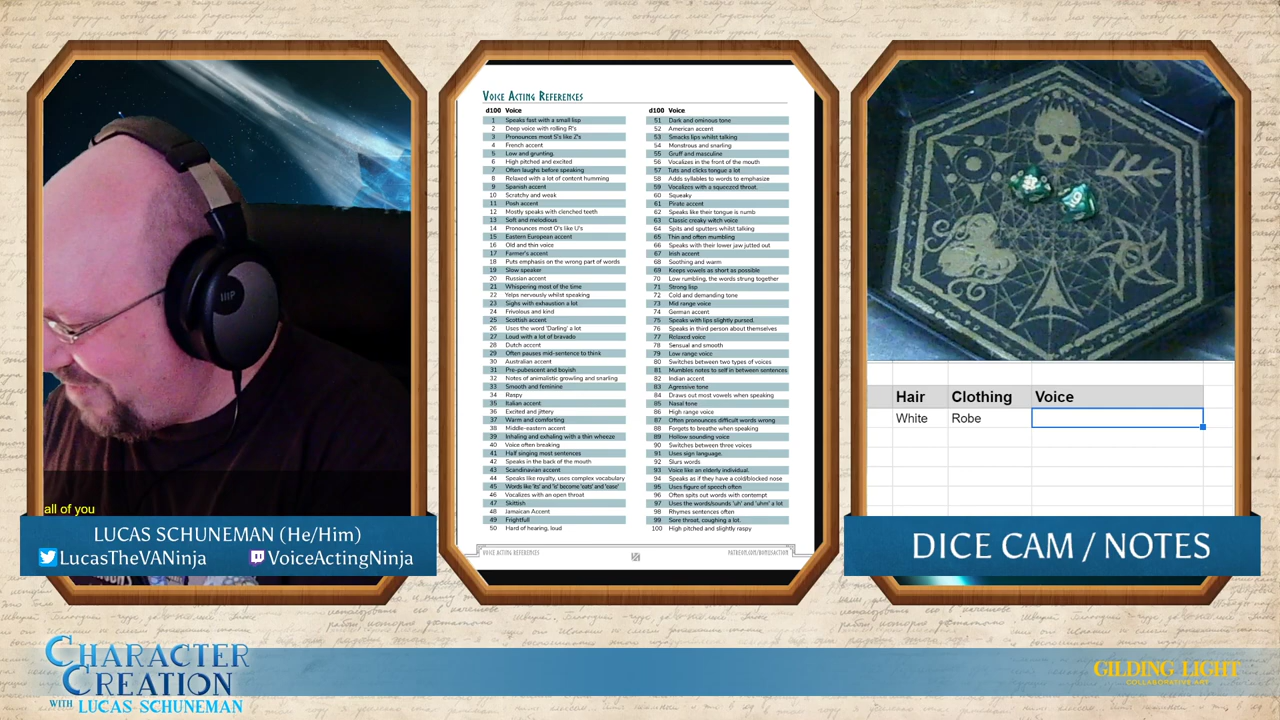 VOICE ACTING REFERENCES
d100 Voice
1 Speaks fast with a small lisp
2 Deep voice with rolling R's
3 Pronounces most S's like Z's
4 French accent
5 Low and grunting.
6 High pitched and excited
7 Often laughs before speaking
8 Relaxed with a lot of content humming
9 Spanish accent
10 Scratchy and weak
11 Posh accent
12 Mostly speaks with clenched teeth
13 Soft and melodious
14 Pronounces most O's like U's
15 Eastern European accent
16 Old and thin voice
17 Farmer's accent
18 Puts emphasis on the wrong part of words
19 Slow speaker
20 Russian accent
21 Whispering most of the time
22 Yelps nervously whilst speaking
23 Sighs with exhaustion a lot
24 Frivolous and kind
25 Scottish accent
26 Uses the word 'Darling' a lot
27 Loud with a lot of bravado
28 Dutch accent
29 Often pauses mid-sentence to think
30 Australian accent
31 Pre-pubescent and boyish
32 Notes of animalistic growling and snarling
33 Smooth and feminine
34 Raspy
35 Italian accent
36 Excited and jittery
37 Warm and comforting
38 Middle-eastern accent
39 Inhaling and exhaling with a thin wheeze
40 Voice often breaking
41 Half singing most sentences
42 Speaks in the back of the mouth
43 Scandinavian accent
44 Speaks like royalty, uses complex vocabulary
45 Words like 'its' and 'is' become 'eats' and 'ease'
46 Vocalizes with an open throat
47 Skittish
48 Jamaican Accent
49 Frightfull
50 Hard of hearing, loud
d100 Voice
51 Dark and ominous tone
52 American accent
53 Smacks lips whilst talking
54 Monstrous and snarling
55 Gruff and masculine
56 Vocalizes in the front of the mouth
57 Tuts and clicks tongue a lot
58 Adds syllables to words to emphasize
59 Vocalizes with a squeezed throat,
60 Squeaky
61 Pirate accent
62 Speaks like their tongue is numb
63 Classic creaky witch voice
64 Spits and sputters whilst talking
65 Thin and often mumbling
66 Speaks with their lower jaw jutted out
67 Irish accent
68 Soothing and warm
69 Keeps vowels as short as possible
70 Low rumbling, the words strung together
71 Strong lisp
72 Cold and demanding tone
73 Mid range voice
74 German accent
75 Speaks with lips slightly pursed.
76 Speaks in third person about themselves
77 Relaxed voice
78 Sensual and smooth
79 Low range voice
80 Switches between two types of voices
81 Mumbles notes to self in between sentences
82 Indian accent
83 Agressive tone
84 Draws out most vowels when speaking
85 Nasal tone
86 High range voice
87 Often pronounces difficult words wrong
88 Forgets to breathe when speaking
89 Hollow sounding voice
90 Switches between three voices
91 Uses sign language.
92 Slurs words
93 Voice like an elderly individual.
94 Speaks as if they have a cold/blocked nose
95 Uses figure of speech often
96 Often spits out words with contempt
97 Uses the words/sounds 'uh' and 'uhm' a lot
98 Rhymes sentences often
99 Sore throat, coughing a lot.
100 High pitched and slightly raspy
VOICE ACTING REFERENCES
PATREON.COM/BONUSACTION
Hair Clothing Voice
White Robe
all of you
LUCAS SCHUNEMAN (He/Him)
LucasTheVANinja VoiceActingNinja
DICE CAM / NOTES
CHARACTER
CREATION
WITH LUCAS SCHUNEMAN
GILDING LIGHT
COLLABORATIVE ART